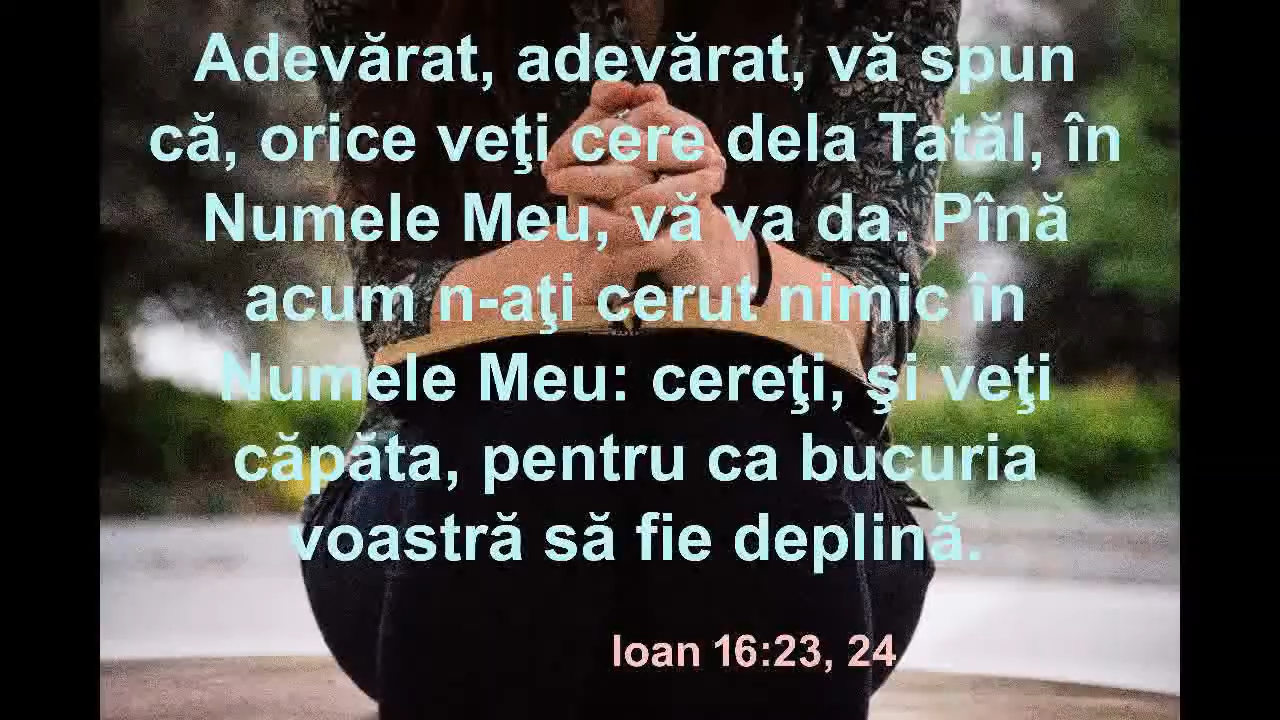 Adevărat, adevărat, vă spun
că, orice veţi cere dela Tatăl, în
Numele Meu, vă va da. Pînă
acum n-aţi cerut nimic în
Numele Meu: cereţi, şi veţi
căpăta, pentru ca bucuria
voastră să fie deplină.
Ioan 16:23, 24